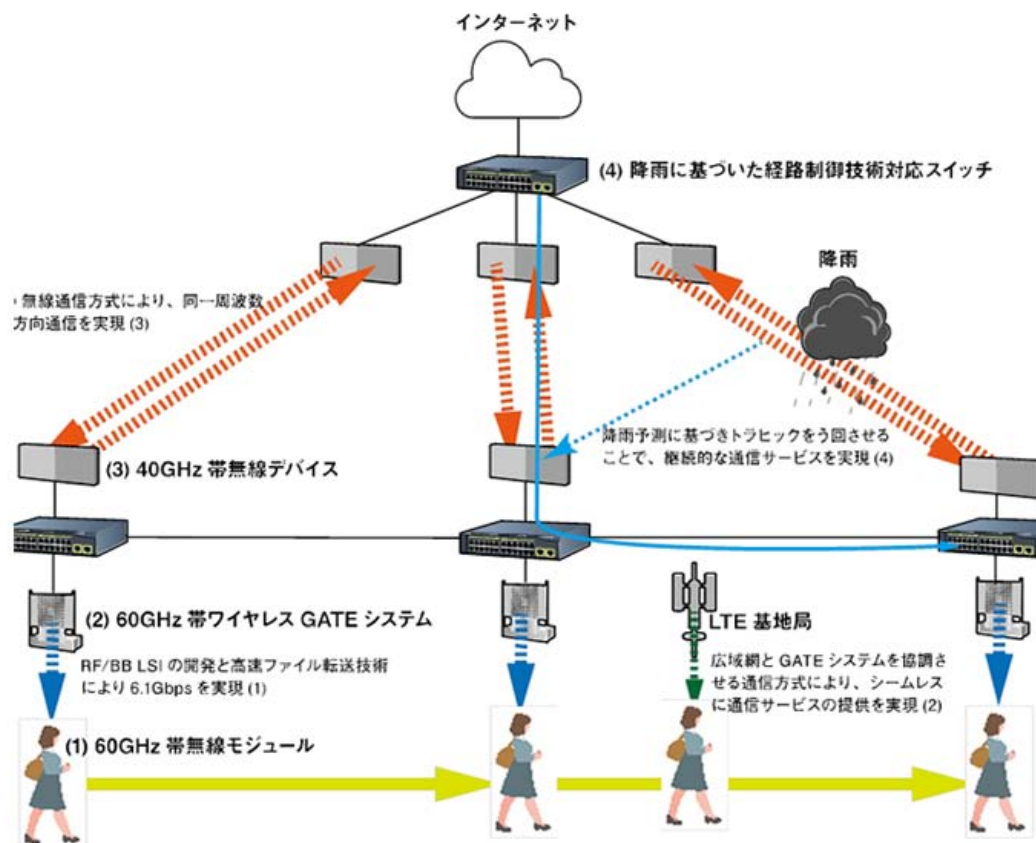 インターネット
(4) 降雨に基づいた経路制御技術対応スイッチ
降雨
無線通信方式により、同一周波数
方向通信を実現 (3)
降雨予測に基づきトラヒックをう回させる
ことで、継続的な通信サービスを実現 (4)
(3) 40GHz 帯無線デバイス
(2) 60GHz 帯ワイヤレス GATE システム
RF/BB LSI の開発と高速ファイル転送技術
により 6.1Gbps を実現 (1)
LTE 基地局
広域網と GATE システムを協調さ
せる通信方式により、シームレス
に通信サービスの提供を実現 (2)
(1) 60GHz 帯無線モジュール